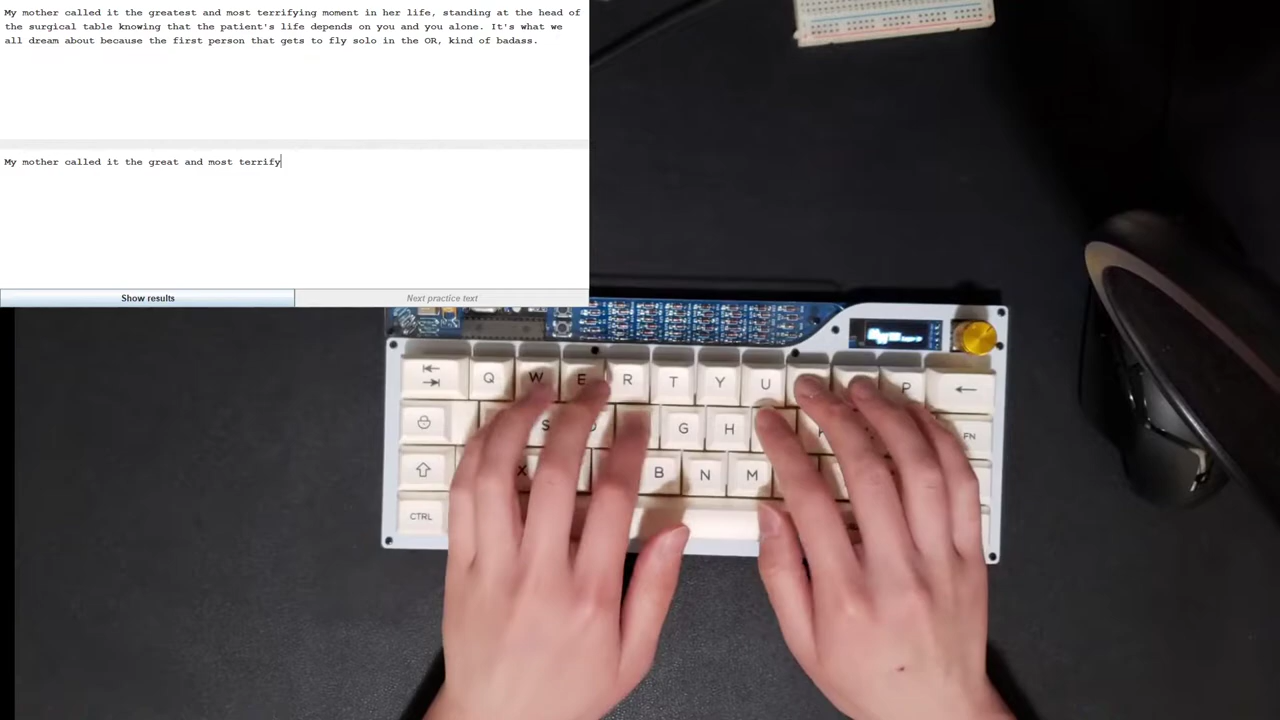 My mother called it the greatest and most terrifying moment in her life, standing at the head of
the surgical table knowing that the patient's life depends on you and you alone. It's what we
all dream about because the first person that gets to fly solo in the OR, kind of badass.
My mother called it the great and most terrify
Show results Next practice text
Q W E R T Y U P
S G H FN
X B N M
CTRL